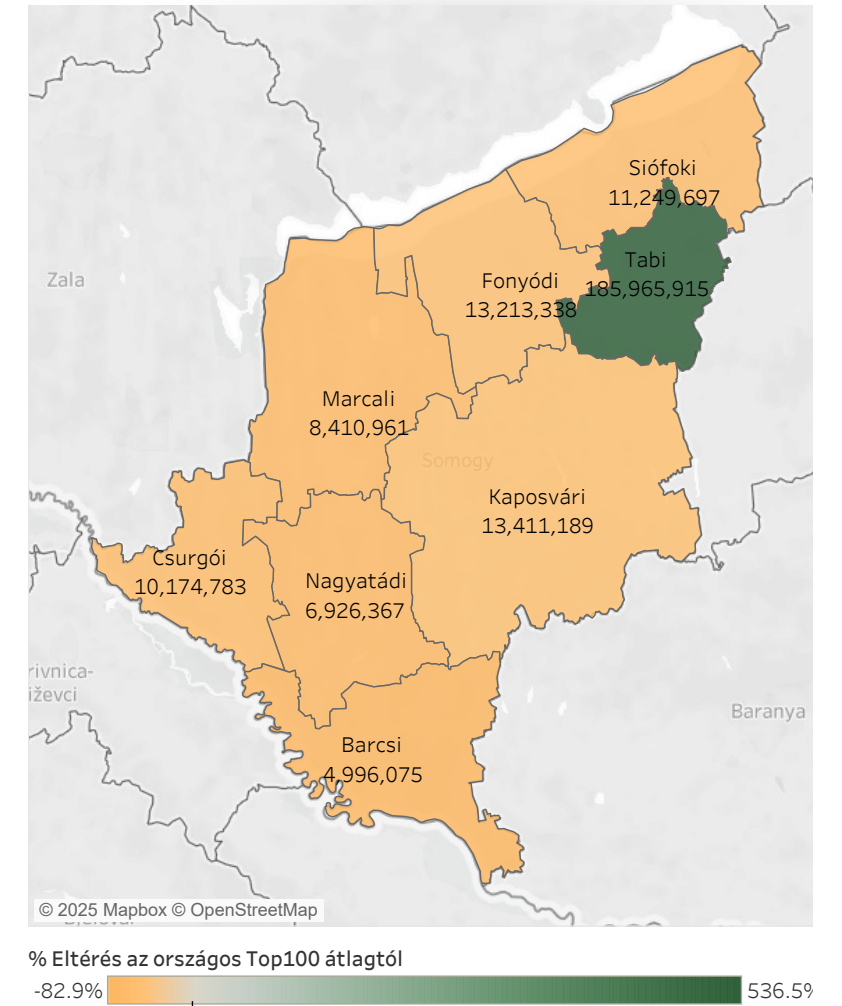 Siófoki
11,249,697
Tabi
185,965,915
Zala
Fonyódi
13,213,338
Marcali
8,410,961
Somogy
Kaposvári
13,411,189
Csurgói
10,174,783
Nagyatádi
6,926,367
rivnica-
iževci
Baranya
Barcsi
4,996,075
© 2025 Mapbox © OpenStreetMap
% Eltérés az országos Top100 átlagtól
-82.9%
536.5%